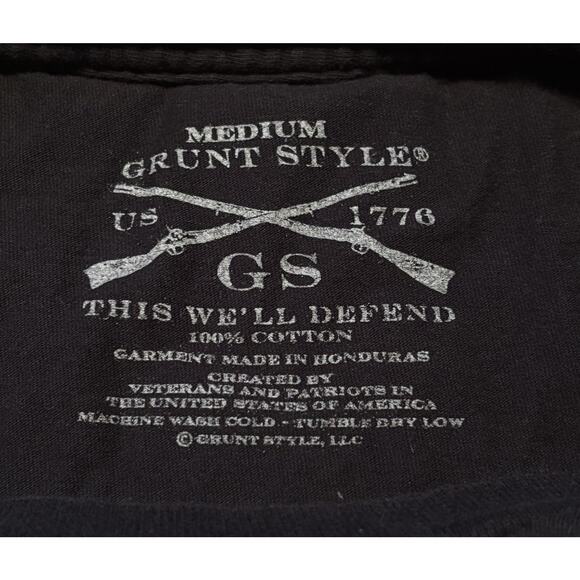 MEDIUM
GRUNT STYLE®
US 1776
GS
THIS WE'LL DEFEND
100% COTTON
GARMENT MADE IN HONDURAS
CREATED BY
VETERANS AND PATRIOTS IN
THE UNITED STATES OF AMERICA
MACHINE WASH COLD - TUMBLE DRY LOW
© GRUNT STYLE, LLC